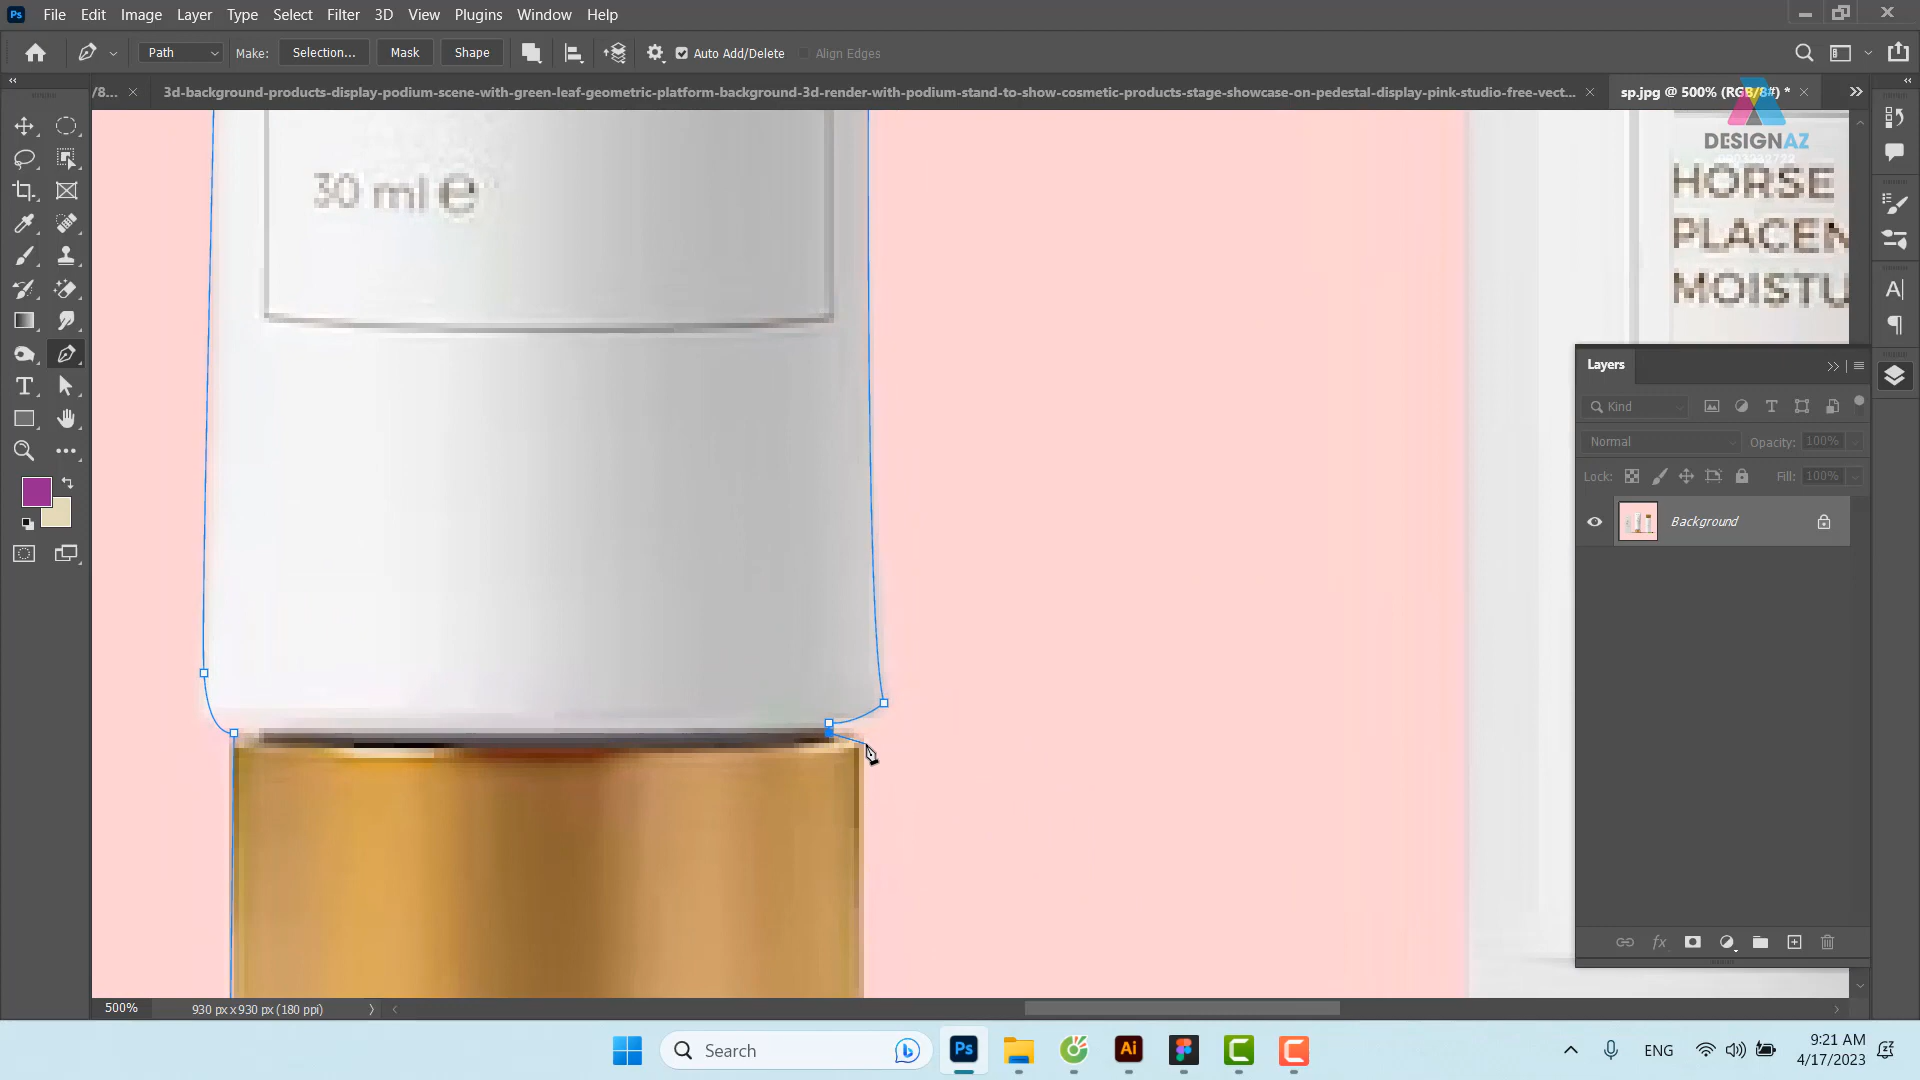 File Edit Image Layer Type Select Filter 3D View Plugins Window Help
Path Make: Selection... Mask Shape Auto Add/Delete Align Edges
/8... 3d-background-products-display-podium-scene-with-green-leaf-geometric-platform-background-3d-render-with-podium-stand-to-show-cosmetic-products-stage-showcase-on-pedestal-display-pink-studio-free-vect... sp.jpg @ 500% (RGB/8#) *
DESIGNAZ
30 ml e
HORSE
PLACEN
MOISTU
Layers
Kind
Normal Opacity: 100%
Lock: Fill: 100%
Background
500% 930 px x 930 px (180 ppi)
Search
ENG
9:21 AM
4/17/2023